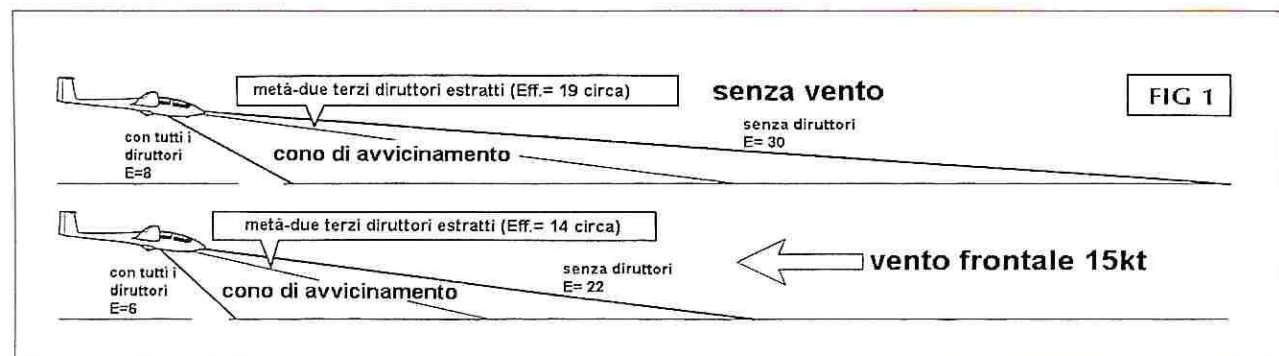 metà-due terzi diruttori estratti (Eff.= 19 circa)
senza vento
FIG 1
con tutti i
diruttori
E=8
cono di avvicinamento
senza diruttori
E= 30
metà-due terzi diruttori estratti (Eff.= 14 circa)
con tutti i
diruttori
E=6
cono di avvicinamento
senza diruttori
E= 22
vento frontale 15kt